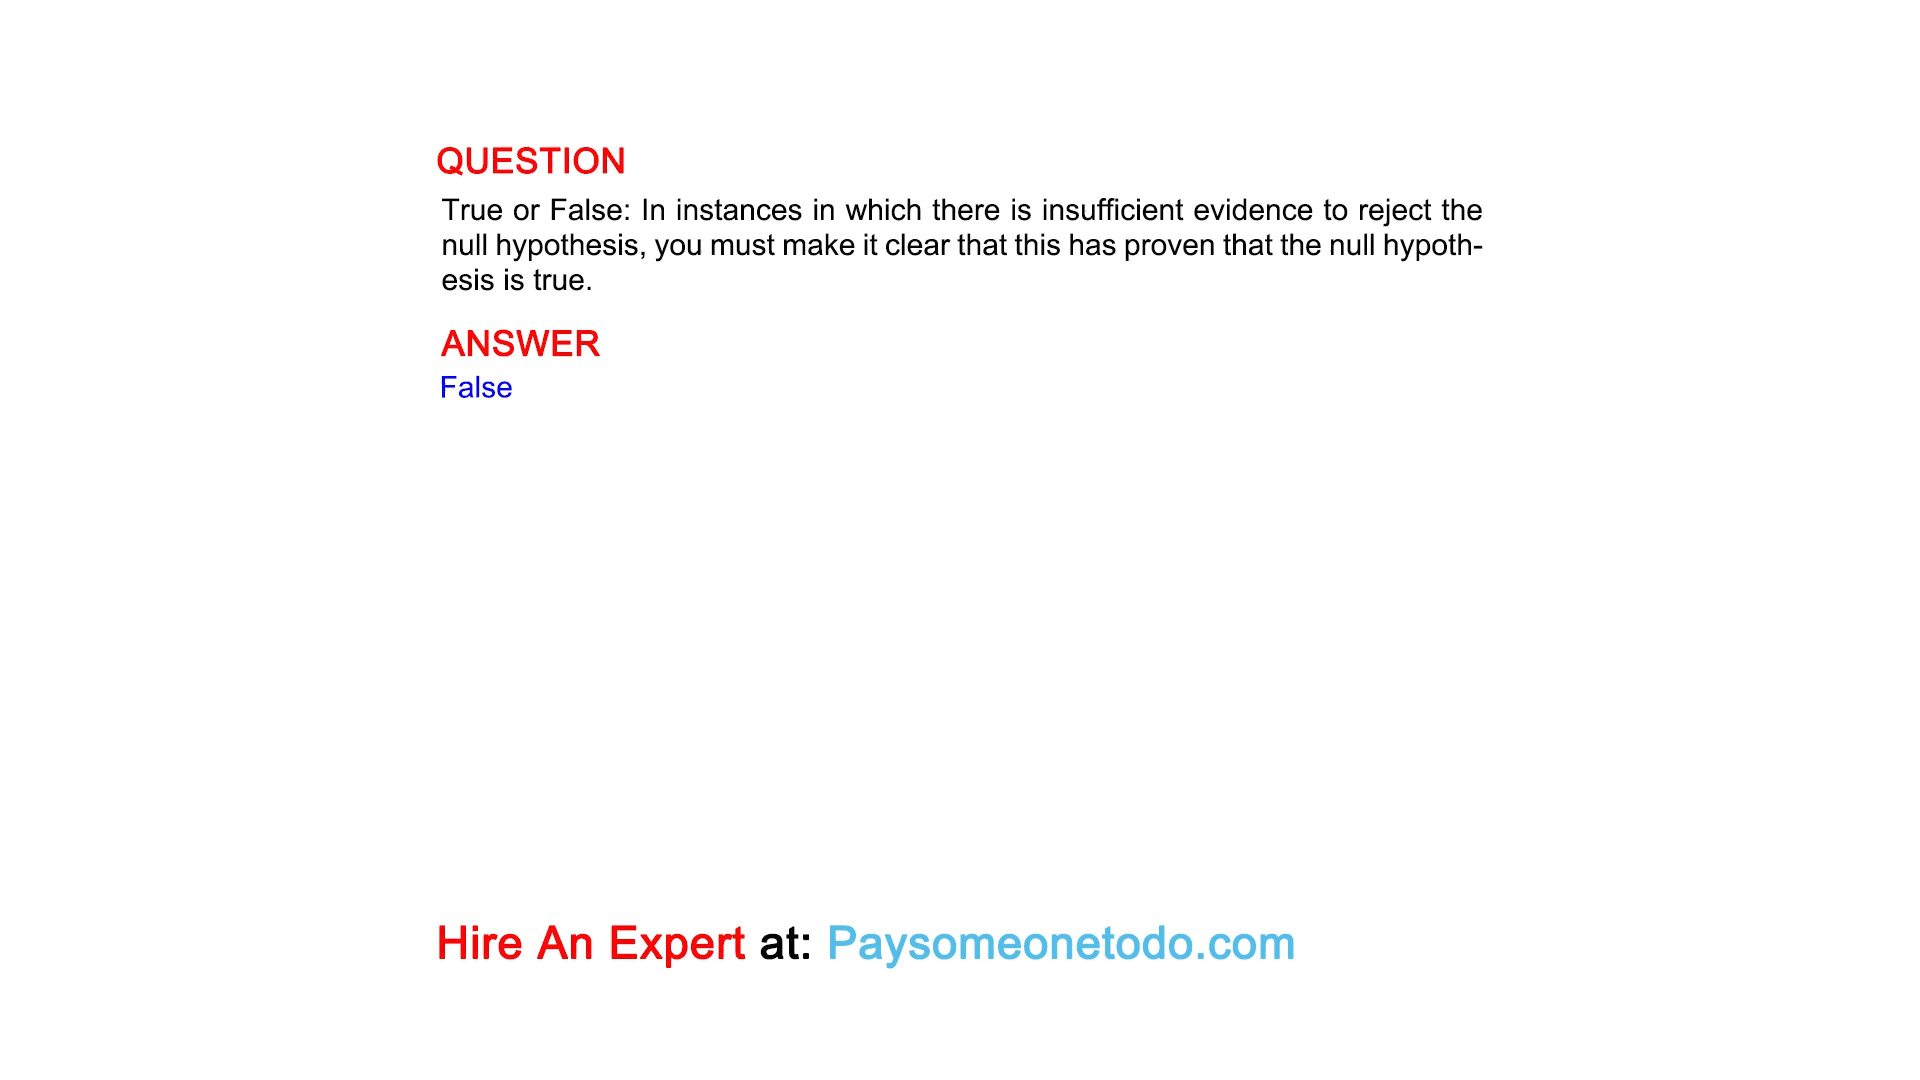 QUESTION
True or False: In instances in which there is insufficient evidence to reject the
null hypothesis, you must make it clear that this has proven that the null hypoth-
esis is true.
ANSWER
False
Hire An Expert at: Paysomeonetodo.com